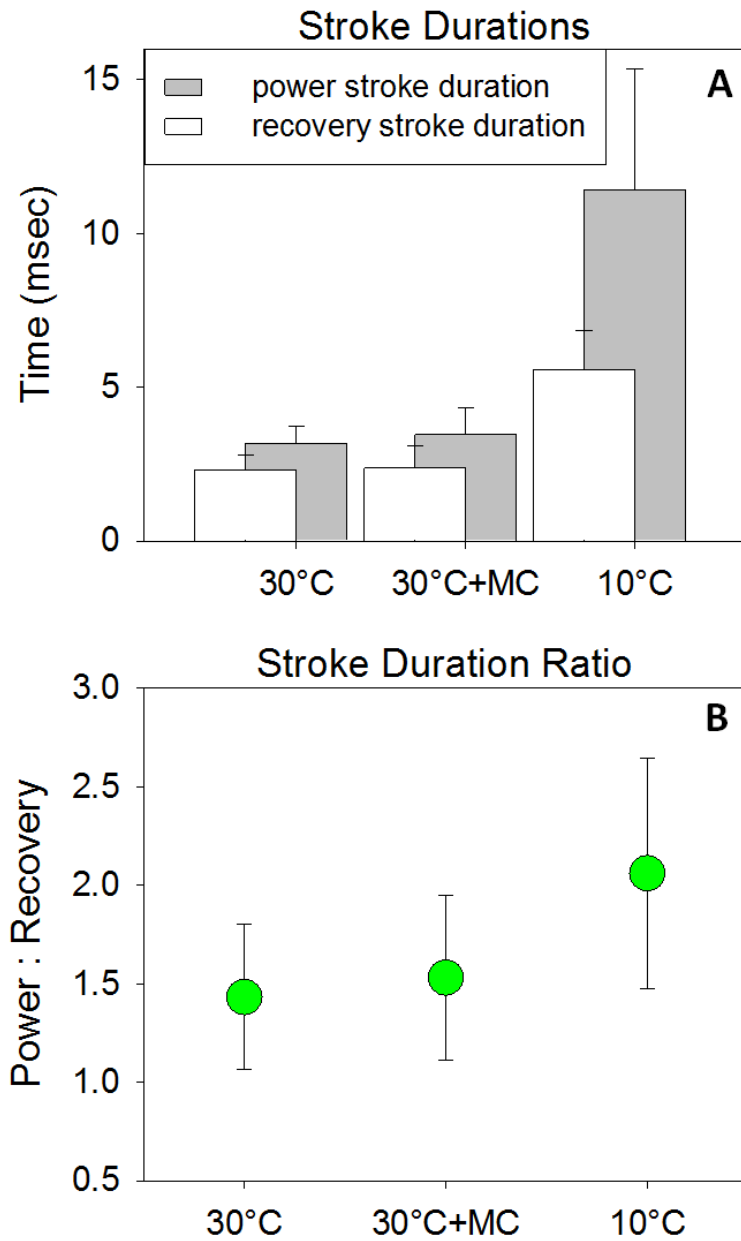 Stroke Durations
A
power stroke duration
recovery stroke duration
15
10
5
0
Time (msec)
30°C 30°C+MC 10°C
Stroke Duration Ratio
B
3.0
2.5
2.0
1.5
1.0
0.5
Power : Recovery
30°C 30°C+MC 10°C